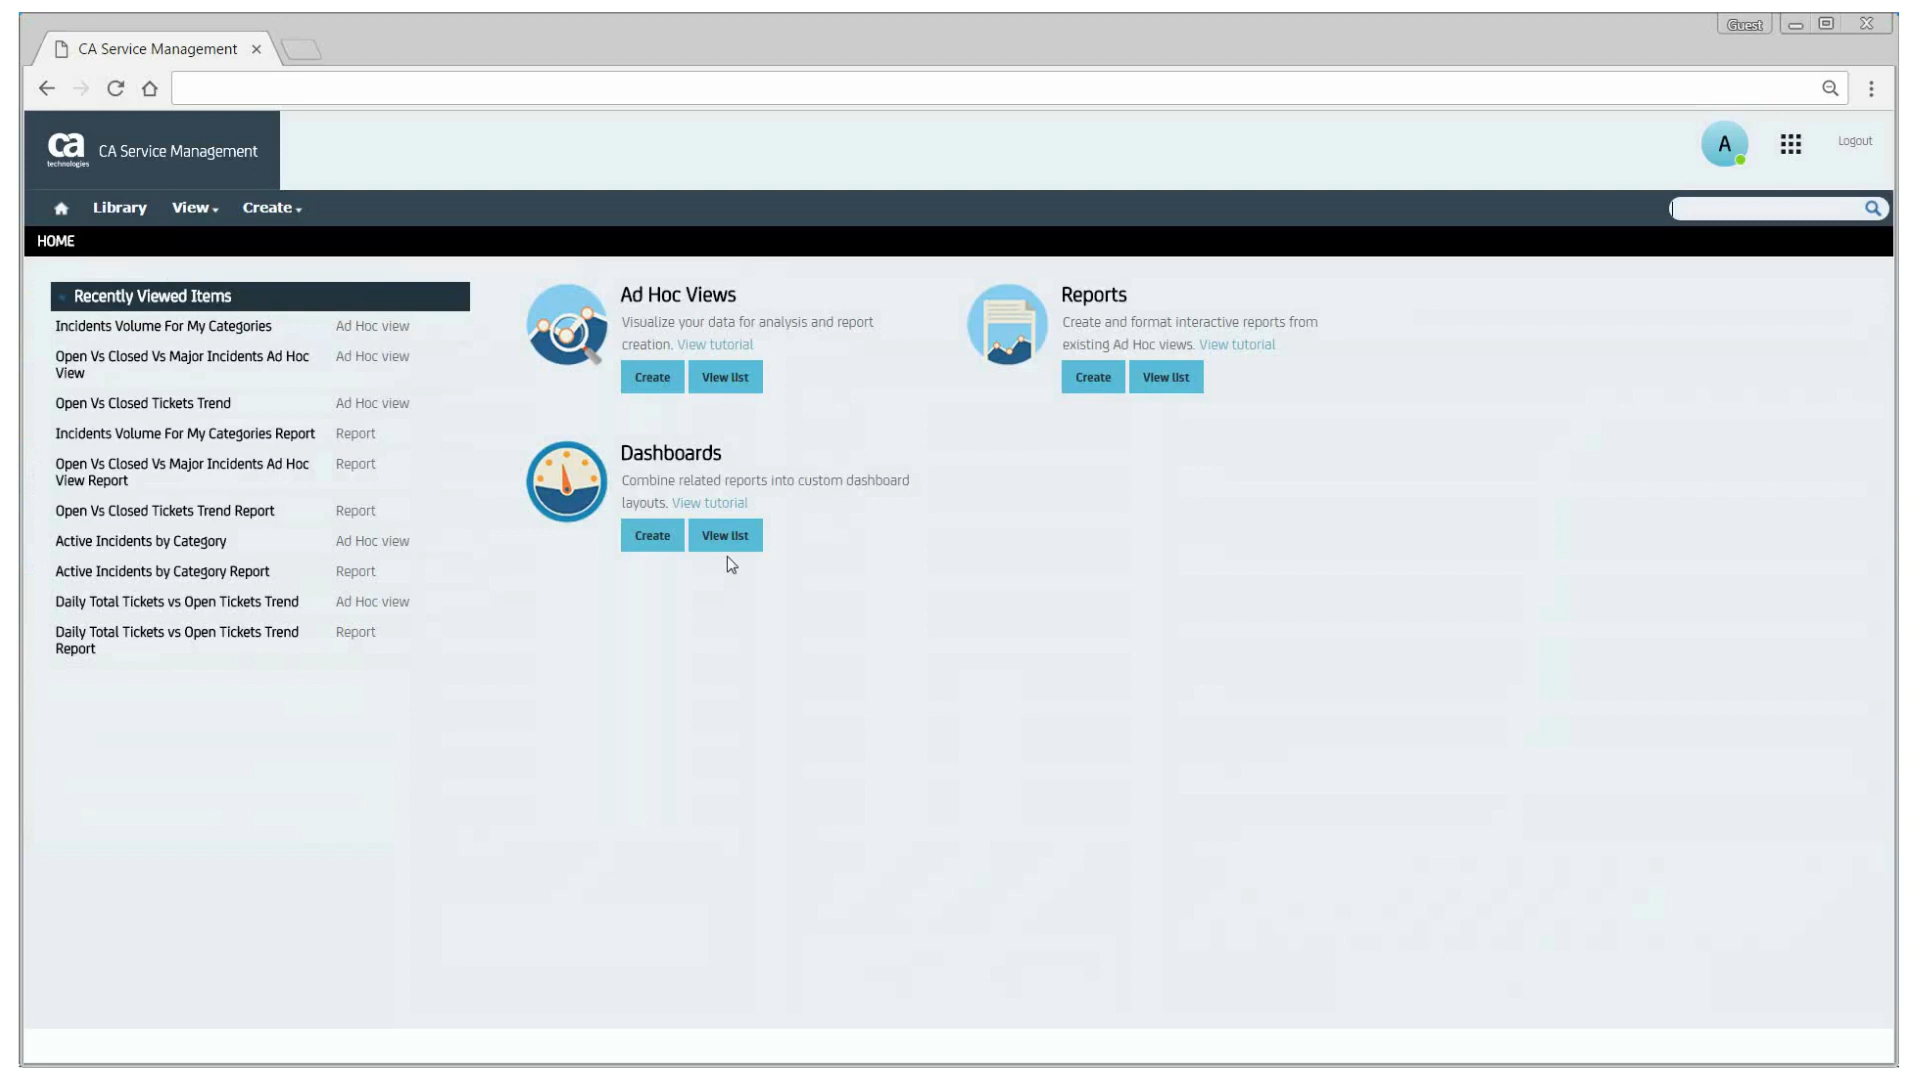 Guest
CA Service Management
ca
technologies
CA Service Management
A
Logout
Library View Create
HOME
Recently Viewed Items
Incidents Volume For My Categories Ad Hoc view
Open Vs Closed Vs Major Incidents Ad Hoc Ad Hoc view
View
Open Vs Closed Tickets Trend Ad Hoc view
Incidents Volume For My Categories Report Report
Open Vs Closed Vs Major Incidents Ad Hoc Report
View Report
Open Vs Closed Tickets Trend Report Report
Active Incidents by Category Ad Hoc view
Active Incidents by Category Report Report
Daily Total Tickets vs Open Tickets Trend Ad Hoc view
Daily Total Tickets vs Open Tickets Trend Report
Report
Ad Hoc Views
Visualize your data for analysis and report
creation. View tutorial
Create View list
Reports
Create and format interactive reports from
existing Ad Hoc views. View tutorial
Create View list
Dashboards
Combine related reports into custom dashboard
layouts. View tutorial
Create View list